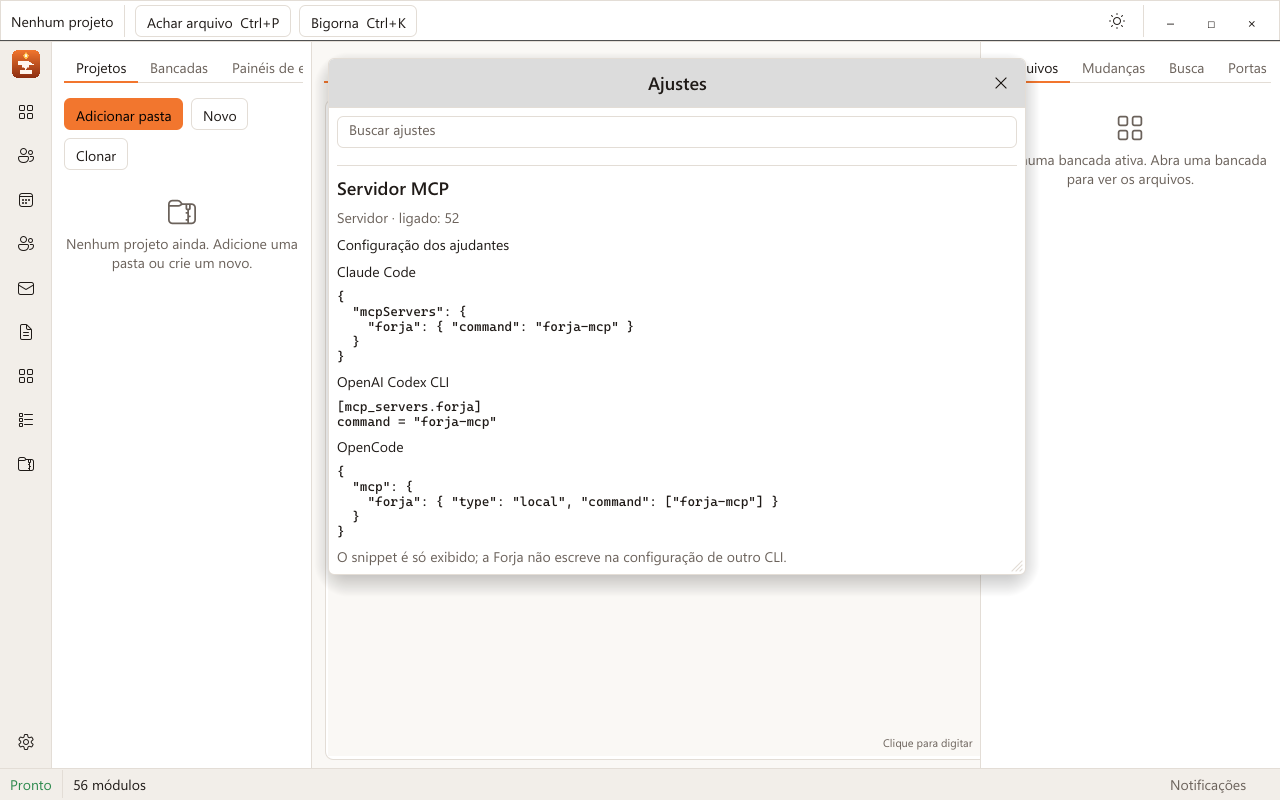 Nenhum projeto
Achar arquivo Ctrl+P
Bigorna Ctrl+K
Projetos
Bancadas
Painéis de e
Adicionar pasta
Novo
Clonar
Nenhum projeto ainda. Adicione uma
pasta ou crie um novo.
Ajustes
Buscar ajustes
Servidor MCP
Servidor · ligado: 52
Configuração dos ajudantes
Claude Code
{
  "mcpServers": {
    "forja": { "command": "forja-mcp" }
  }
}
OpenAI Codex CLI
[mcp_servers.forja]
command = "forja-mcp"
OpenCode
{
  "mcp": {
    "forja": { "type": "local", "command": ["forja-mcp"] }
  }
}
O snippet é só exibido; a Forja não escreve na configuração de outro CLI.
Clique para digitar
uivos
Mudanças
Busca
Portas
uma bancada ativa. Abra uma bancada
para ver os arquivos.
Pronto
56 módulos
Notificações